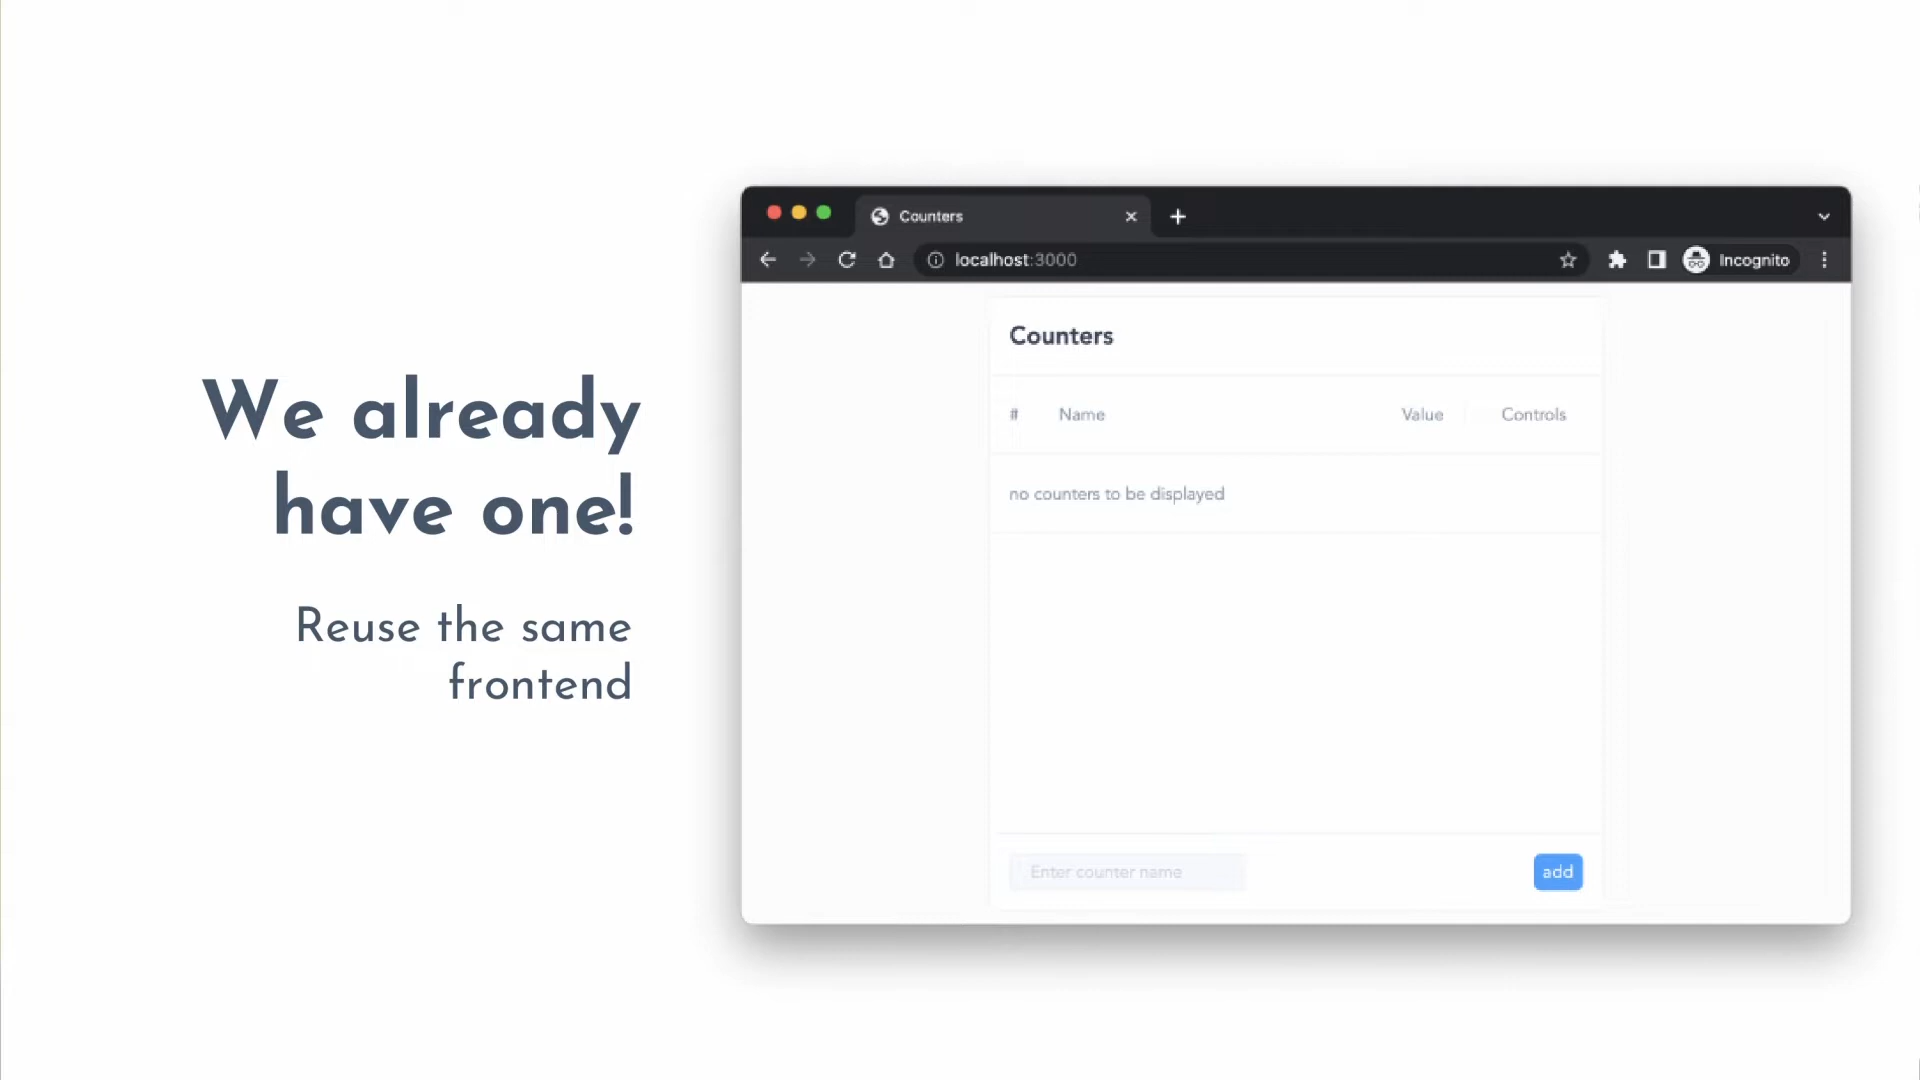 We already
have one!
Reuse the same
frontend
Counters
localhost:3000
Incognito
Counters
# Name Value Controls
no counters to be displayed
Enter counter name
add